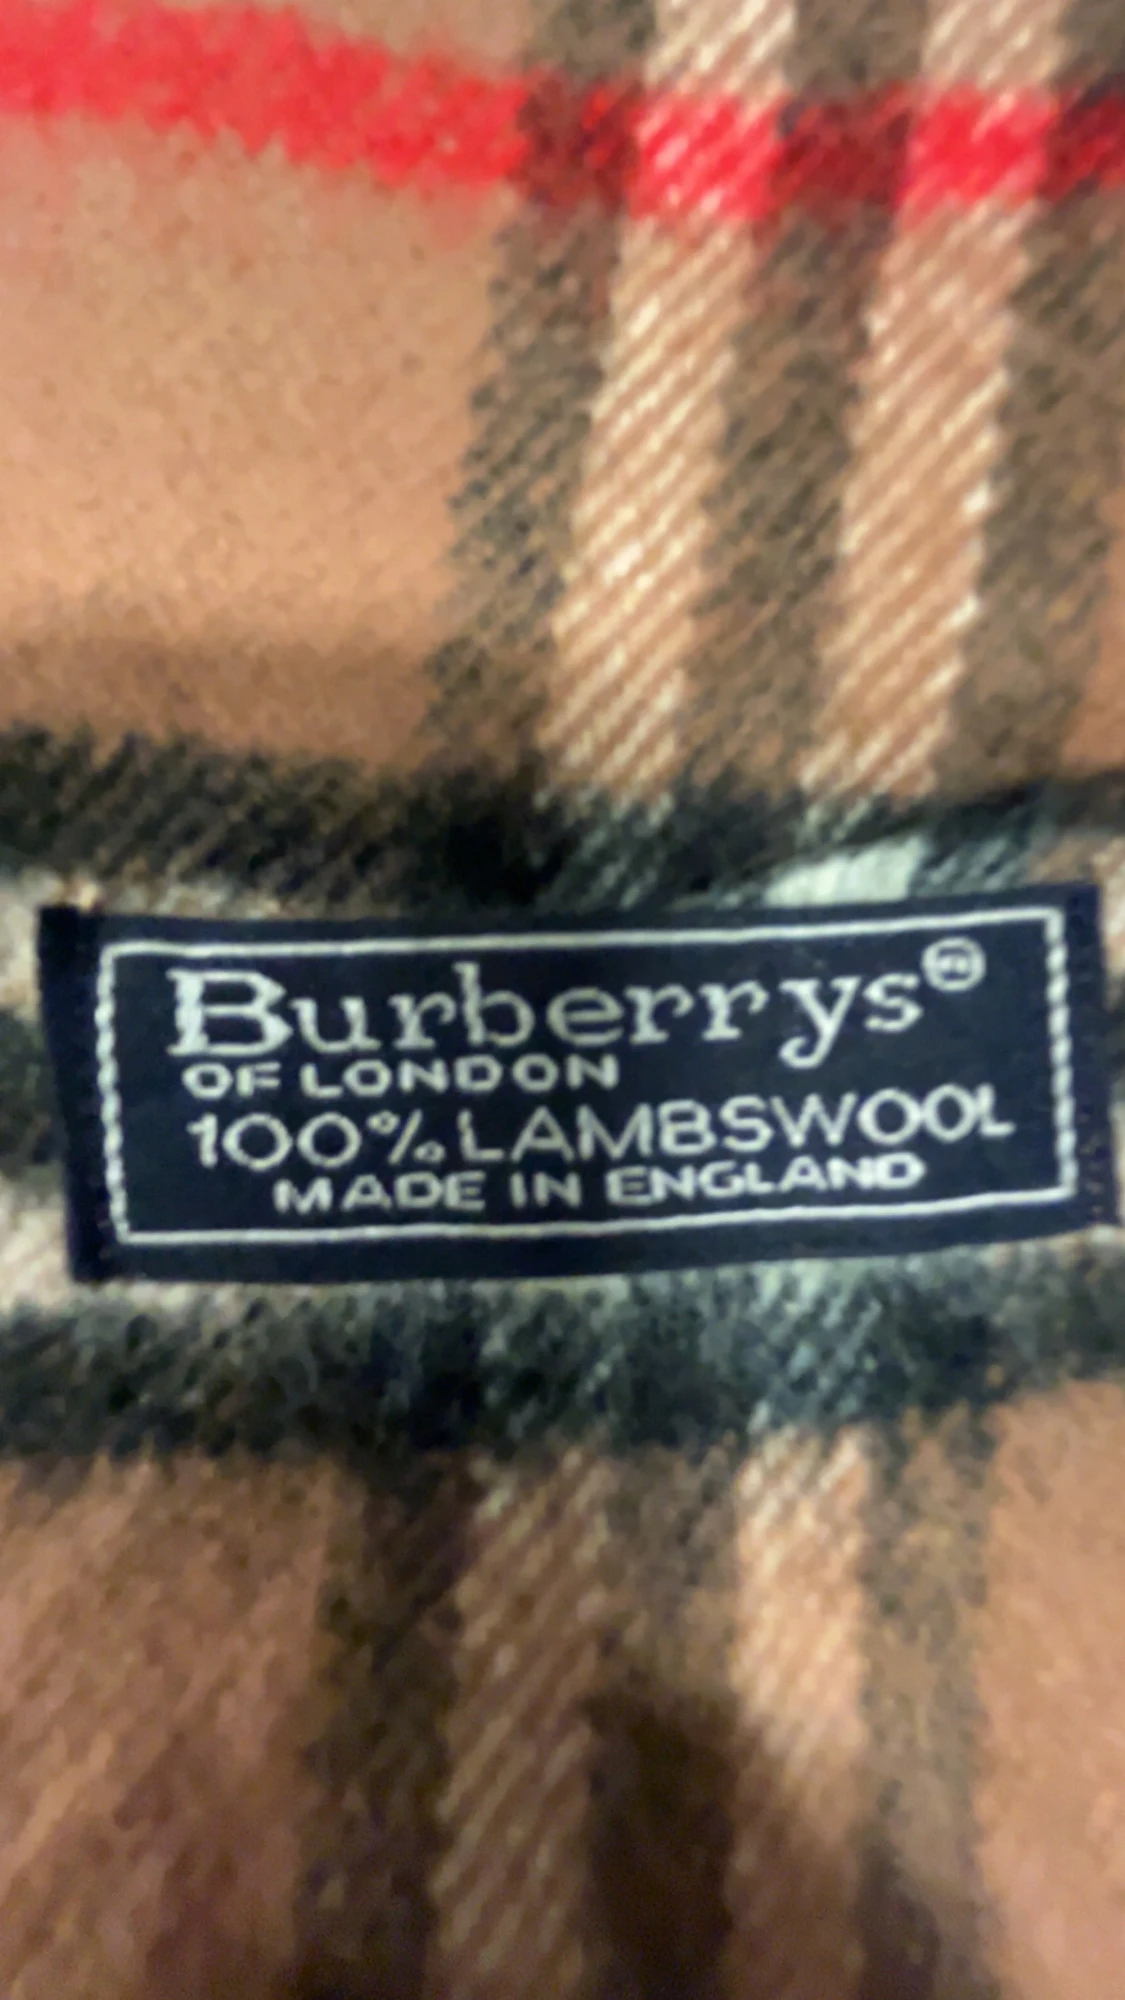 Burberrys®
OF LONDON
100% LAMBSWOOL
MADE IN ENGLAND